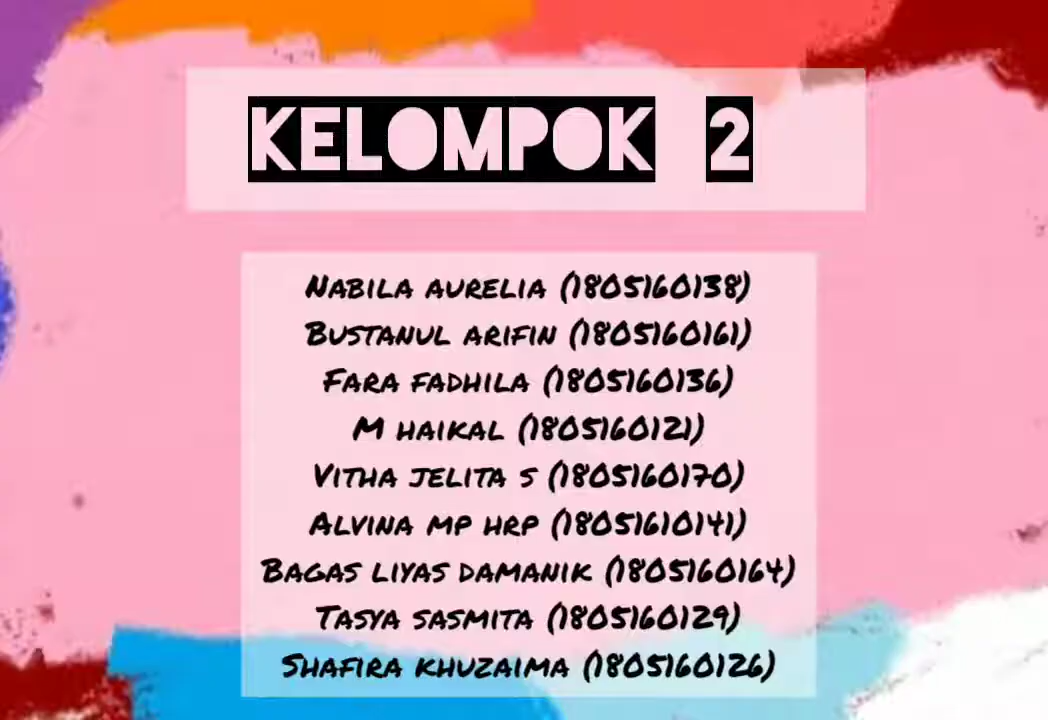 KELOMPOK 2
NABILA AURELIA (1805160138)
BUSTANUL ARIFIN (1805160161)
FARA FADHILA (1805160136)
M HAIKAL (1805160121)
VITHA JELITA S (1805160170)
ALVINA MP HRP (18051610141)
BAGAS LIYAS DAMANIK (1805160164)
TASYA SASMITA (1805160129)
SHAFIRA KHUZAIMA (1805160126)